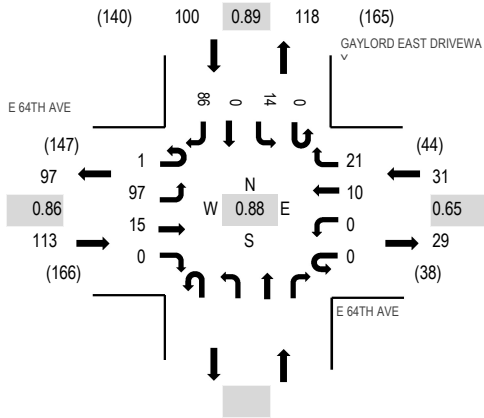 (140) 100 0.89 118 (165)
GAYLORD EAST DRIVEWA
Y
E 64TH AVE
86 0 14 0
(147) 1 21 (44)
97 97 10 31
N
0.86 W 0.88 E 0.65
S
113 15 0 29
(166) 0 0 (38)
E 64TH AVE